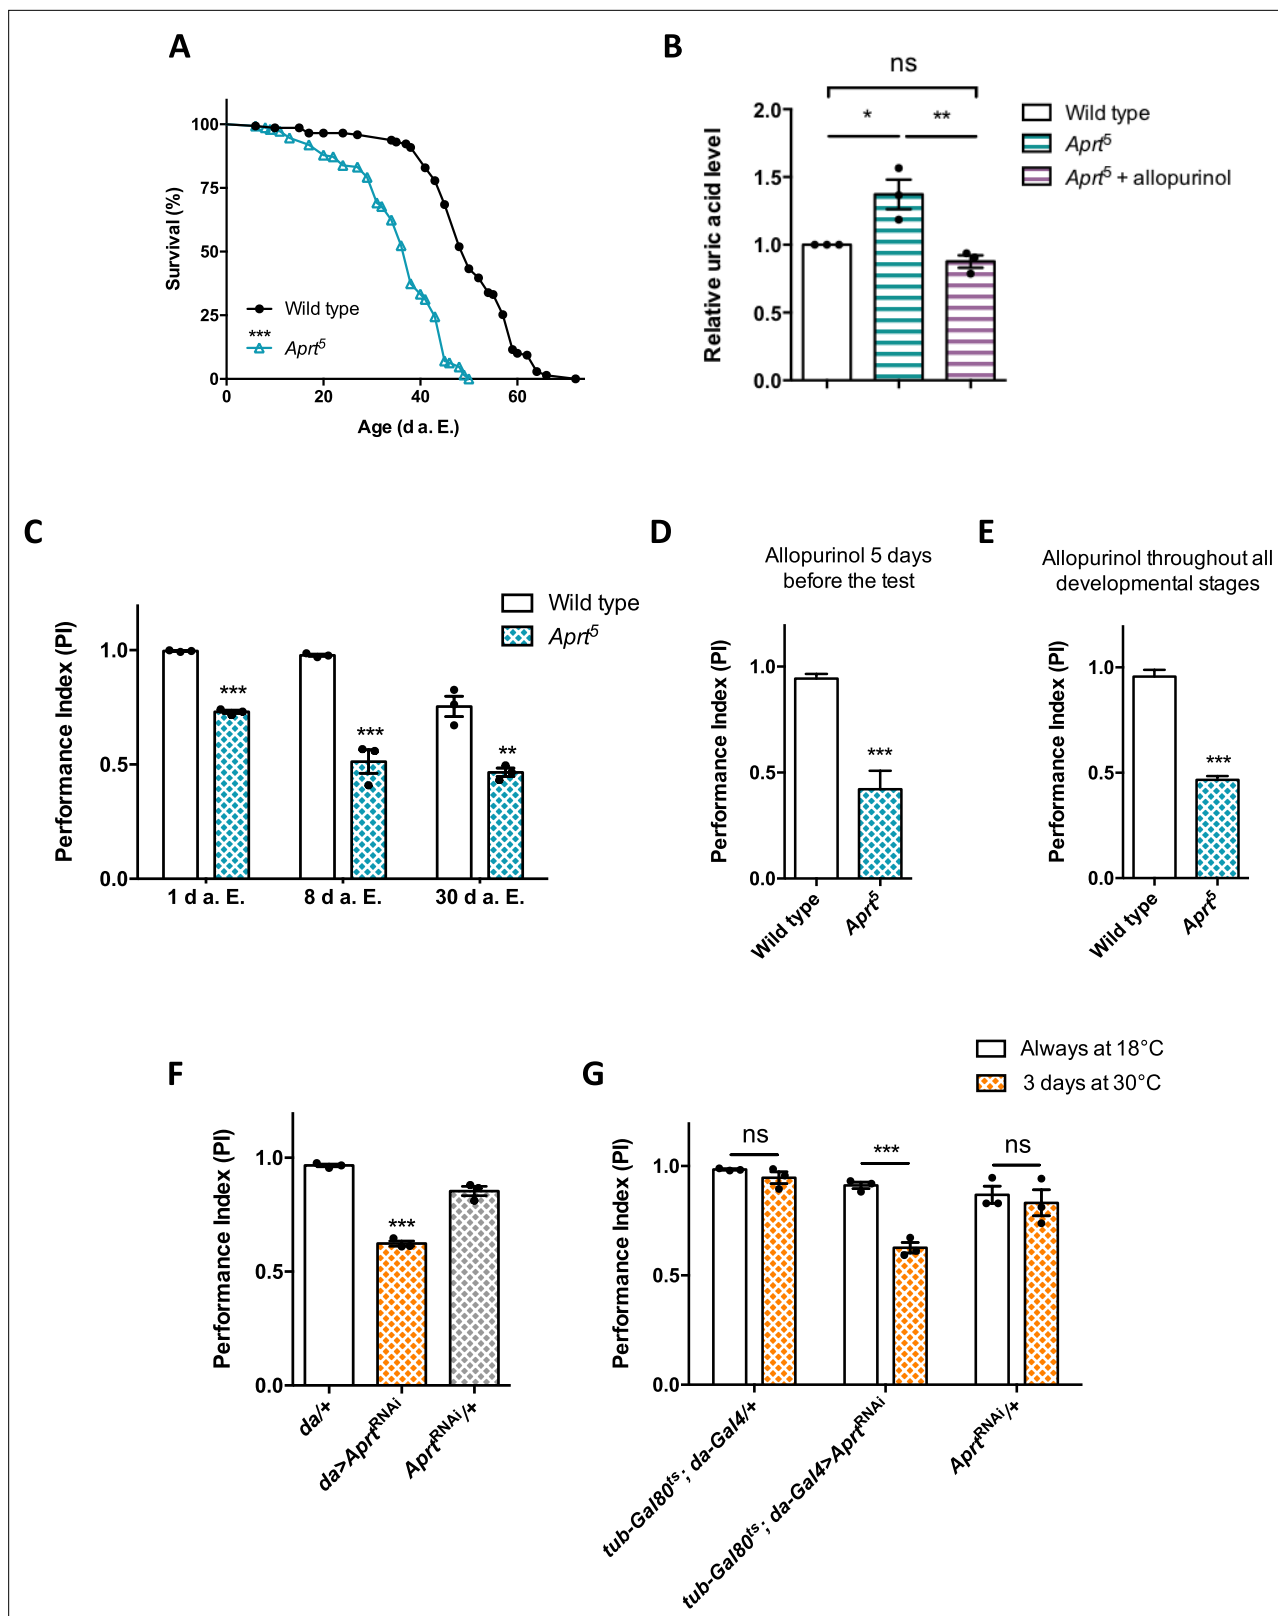 A
Survival (%)
100
75
50
25
0
0 20 40 60
Age (d a. E.)
Wild type
***
Aprt⁵
B
ns
* **
Relative uric acid level
2.0
1.5
1.0
0.5
0.0
Wild type
Aprt⁵
Aprt⁵ + allopurinol
C
Performance Index (PI)
1.0
0.5
0.0
***
***
**
1 d a. E. 8 d a. E. 30 d a. E.
Wild type
Aprt⁵
D
Allopurinol 5 days
before the test
Performance Index (PI)
1.0
0.5
0.0
***
Wild type
Aprt⁵
E
Allopurinol throughout all
developmental stages
Performance Index (PI)
1.0
0.5
0.0
***
Wild type
Aprt⁵
F
Performance Index (PI)
1.0
0.5
0.0
***
da/+
da>Aprtᴿᴺᴬⁱ
Aprtᴿᴺᴬⁱ/+
G
Always at 18°C
3 days at 30°C
Performance Index (PI)
1.0
0.5
0.0
ns
***
ns
tub-Gal80ᵗˢ; da-Gal4/+
tub-Gal80ᵗˢ; da-Gal4>Aprtᴿᴺᴬⁱ
Aprtᴿᴺᴬⁱ/+